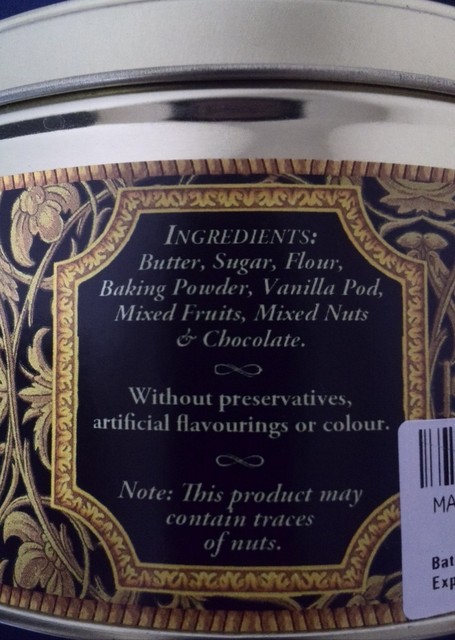 INGREDIENTS:
Butter, Sugar, Flour,
Baking Powder, Vanilla Pod,
Mixed Fruits, Mixed Nuts
& Chocolate.
Without preservatives,
artificial flavourings or colour.
Note: This product may
contain traces
of nuts.
MA
Bat
Exp